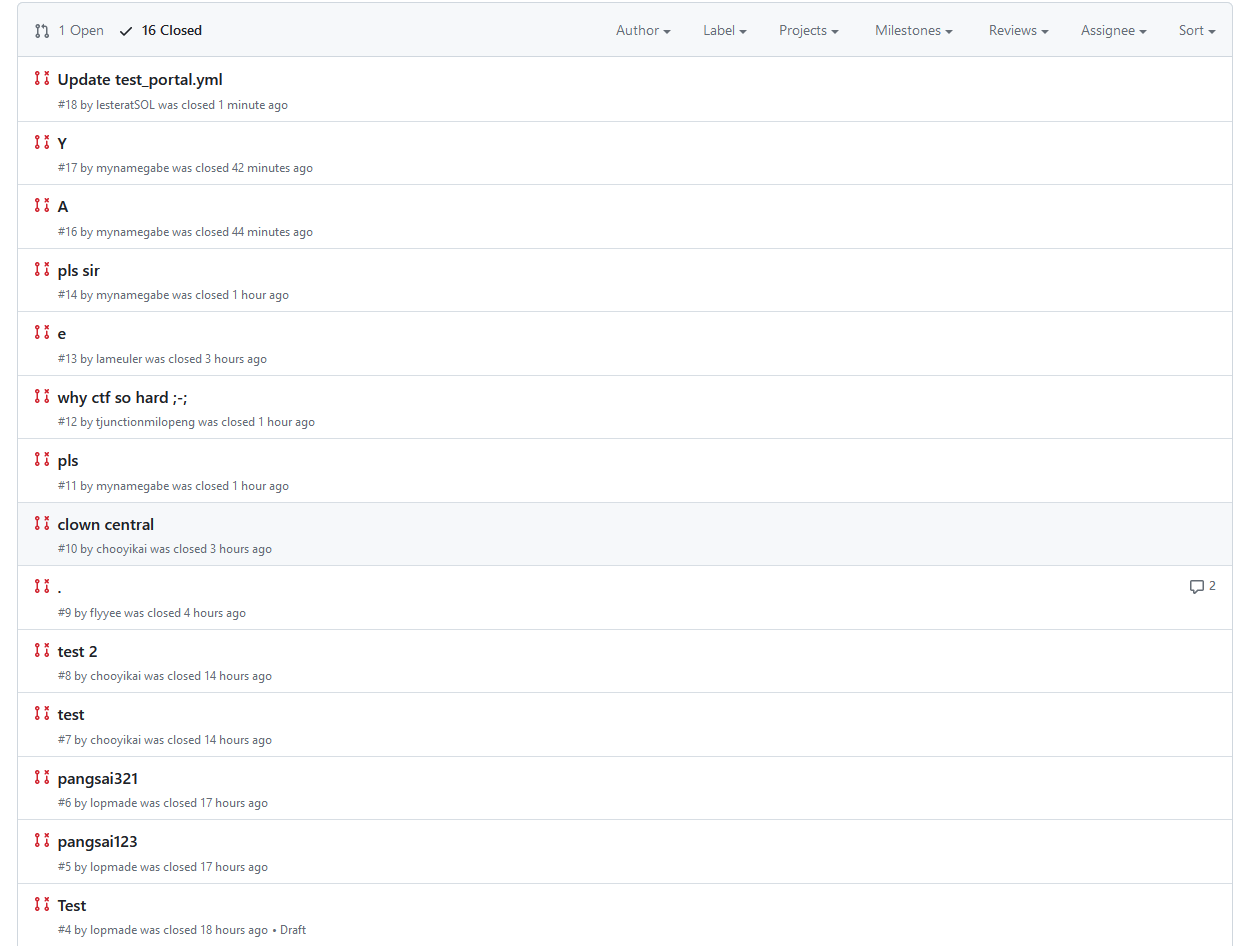 1 Open 16 Closed Author Label Projects Milestones Reviews Assignee Sort
Update test_portal.yml
#18 by lesteratSOL was closed 1 minute ago
Y
#17 by mynamegabe was closed 42 minutes ago
A
#16 by mynamegabe was closed 44 minutes ago
pls sir
#14 by mynamegabe was closed 1 hour ago
e
#13 by lameuler was closed 3 hours ago
why ctf so hard ;-;
#12 by tjunctionmilopeng was closed 1 hour ago
pls
#11 by mynamegabe was closed 1 hour ago
clown central
#10 by chooyikai was closed 3 hours ago
. 2
#9 by flyyee was closed 4 hours ago
test 2
#8 by chooyikai was closed 14 hours ago
test
#7 by chooyikai was closed 14 hours ago
pangsai321
#6 by lopmade was closed 17 hours ago
pangsai123
#5 by lopmade was closed 17 hours ago
Test
#4 by lopmade was closed 18 hours ago • Draft